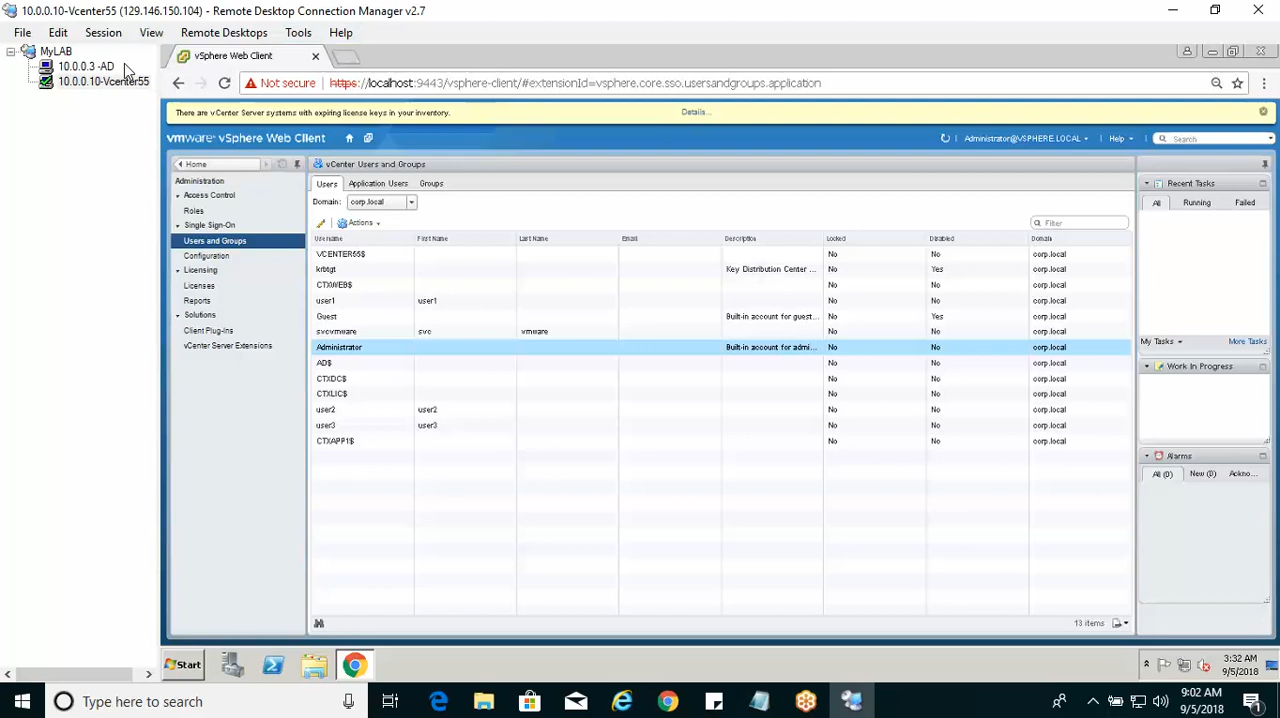 10.0.0.10-Vcenter55 (129.146.150.104) - Remote Desktop Connection Manager v2.7
File Edit Session View Remote Desktops Tools Help
MyLAB
10.0.0.3 -AD
10.0.0.10-Vcenter55
vSphere Web Client
Not secure https://localhost:9443/vsphere-client/#extensionId=vsphere.core.sso.usersandgroups.application
There are vCenter Server systems with expiring license keys in your inventory. Details...
vmware vSphere Web Client Administrator@VSPHERE.LOCAL Help Search
Home
Administration
Access Control
Roles
Single Sign-On
Users and Groups
Configuration
Licensing
Licenses
Reports
Solutions
Client Plug-Ins
vCenter Server Extensions
vCenter Users and Groups
Users Application Users Groups
Domain: corp.local
Actions Filter
Username First Name Last Name Email Description Locked Disabled Domain
VCENTER55$ No No corp.local
krbtgt Key Distribution Center ... No Yes corp.local
CTXWEB$ No No corp.local
user1 user1 No No corp.local
Guest Built-in account for guest... No Yes corp.local
svcvmware svc vmware No No corp.local
Administrator Built-in account for admi... No No corp.local
AD$ No No corp.local
CTXDC$ No No corp.local
CTXLIC$ No No corp.local
user2 user2 No No corp.local
user3 user3 No No corp.local
CTXAPP1$ No No corp.local
13 items
Recent Tasks
All Running Failed
My Tasks More Tasks
Work In Progress
Alarms
All (0) New (0) Ackno...
Start
3:32 AM
9/5/2018
Type here to search
9:02 AM
9/5/2018
1